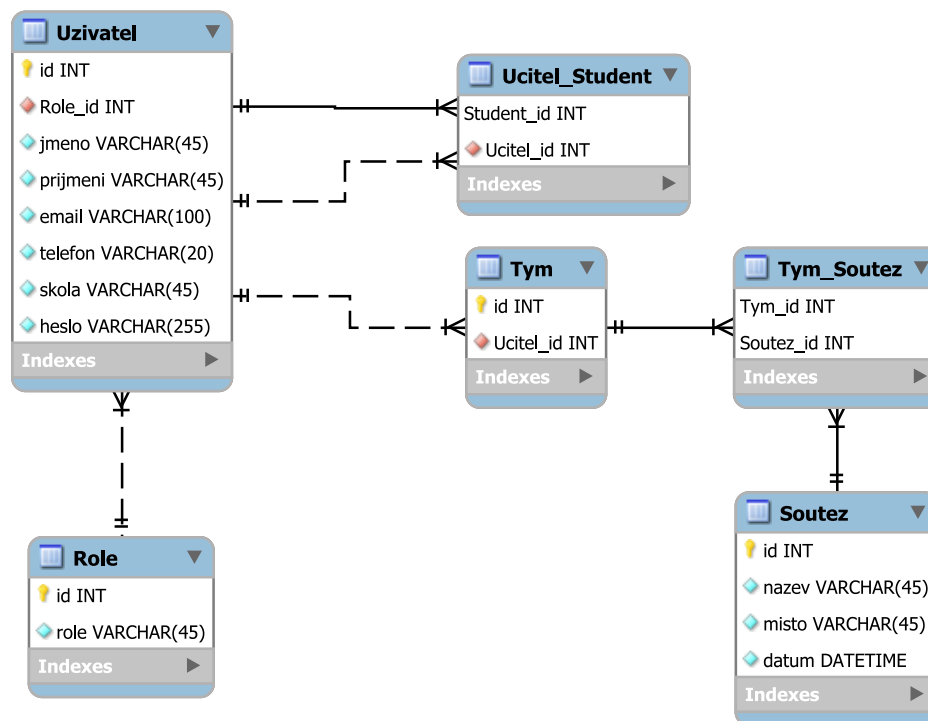 Uzivatel
id INT
Role_id INT
jmeno VARCHAR(45)
prijmeni VARCHAR(45)
email VARCHAR(100)
telefon VARCHAR(20)
skola VARCHAR(45)
heslo VARCHAR(255)
Indexes
Ucitel_Student
Student_id INT
Ucitel_id INT
Indexes
Tym
id INT
Ucitel_id INT
Indexes
Tym_Soutez
Tym_id INT
Soutez_id INT
Indexes
Role
id INT
role VARCHAR(45)
Indexes
Soutez
id INT
nazev VARCHAR(45)
misto VARCHAR(45)
datum DATETIME
Indexes